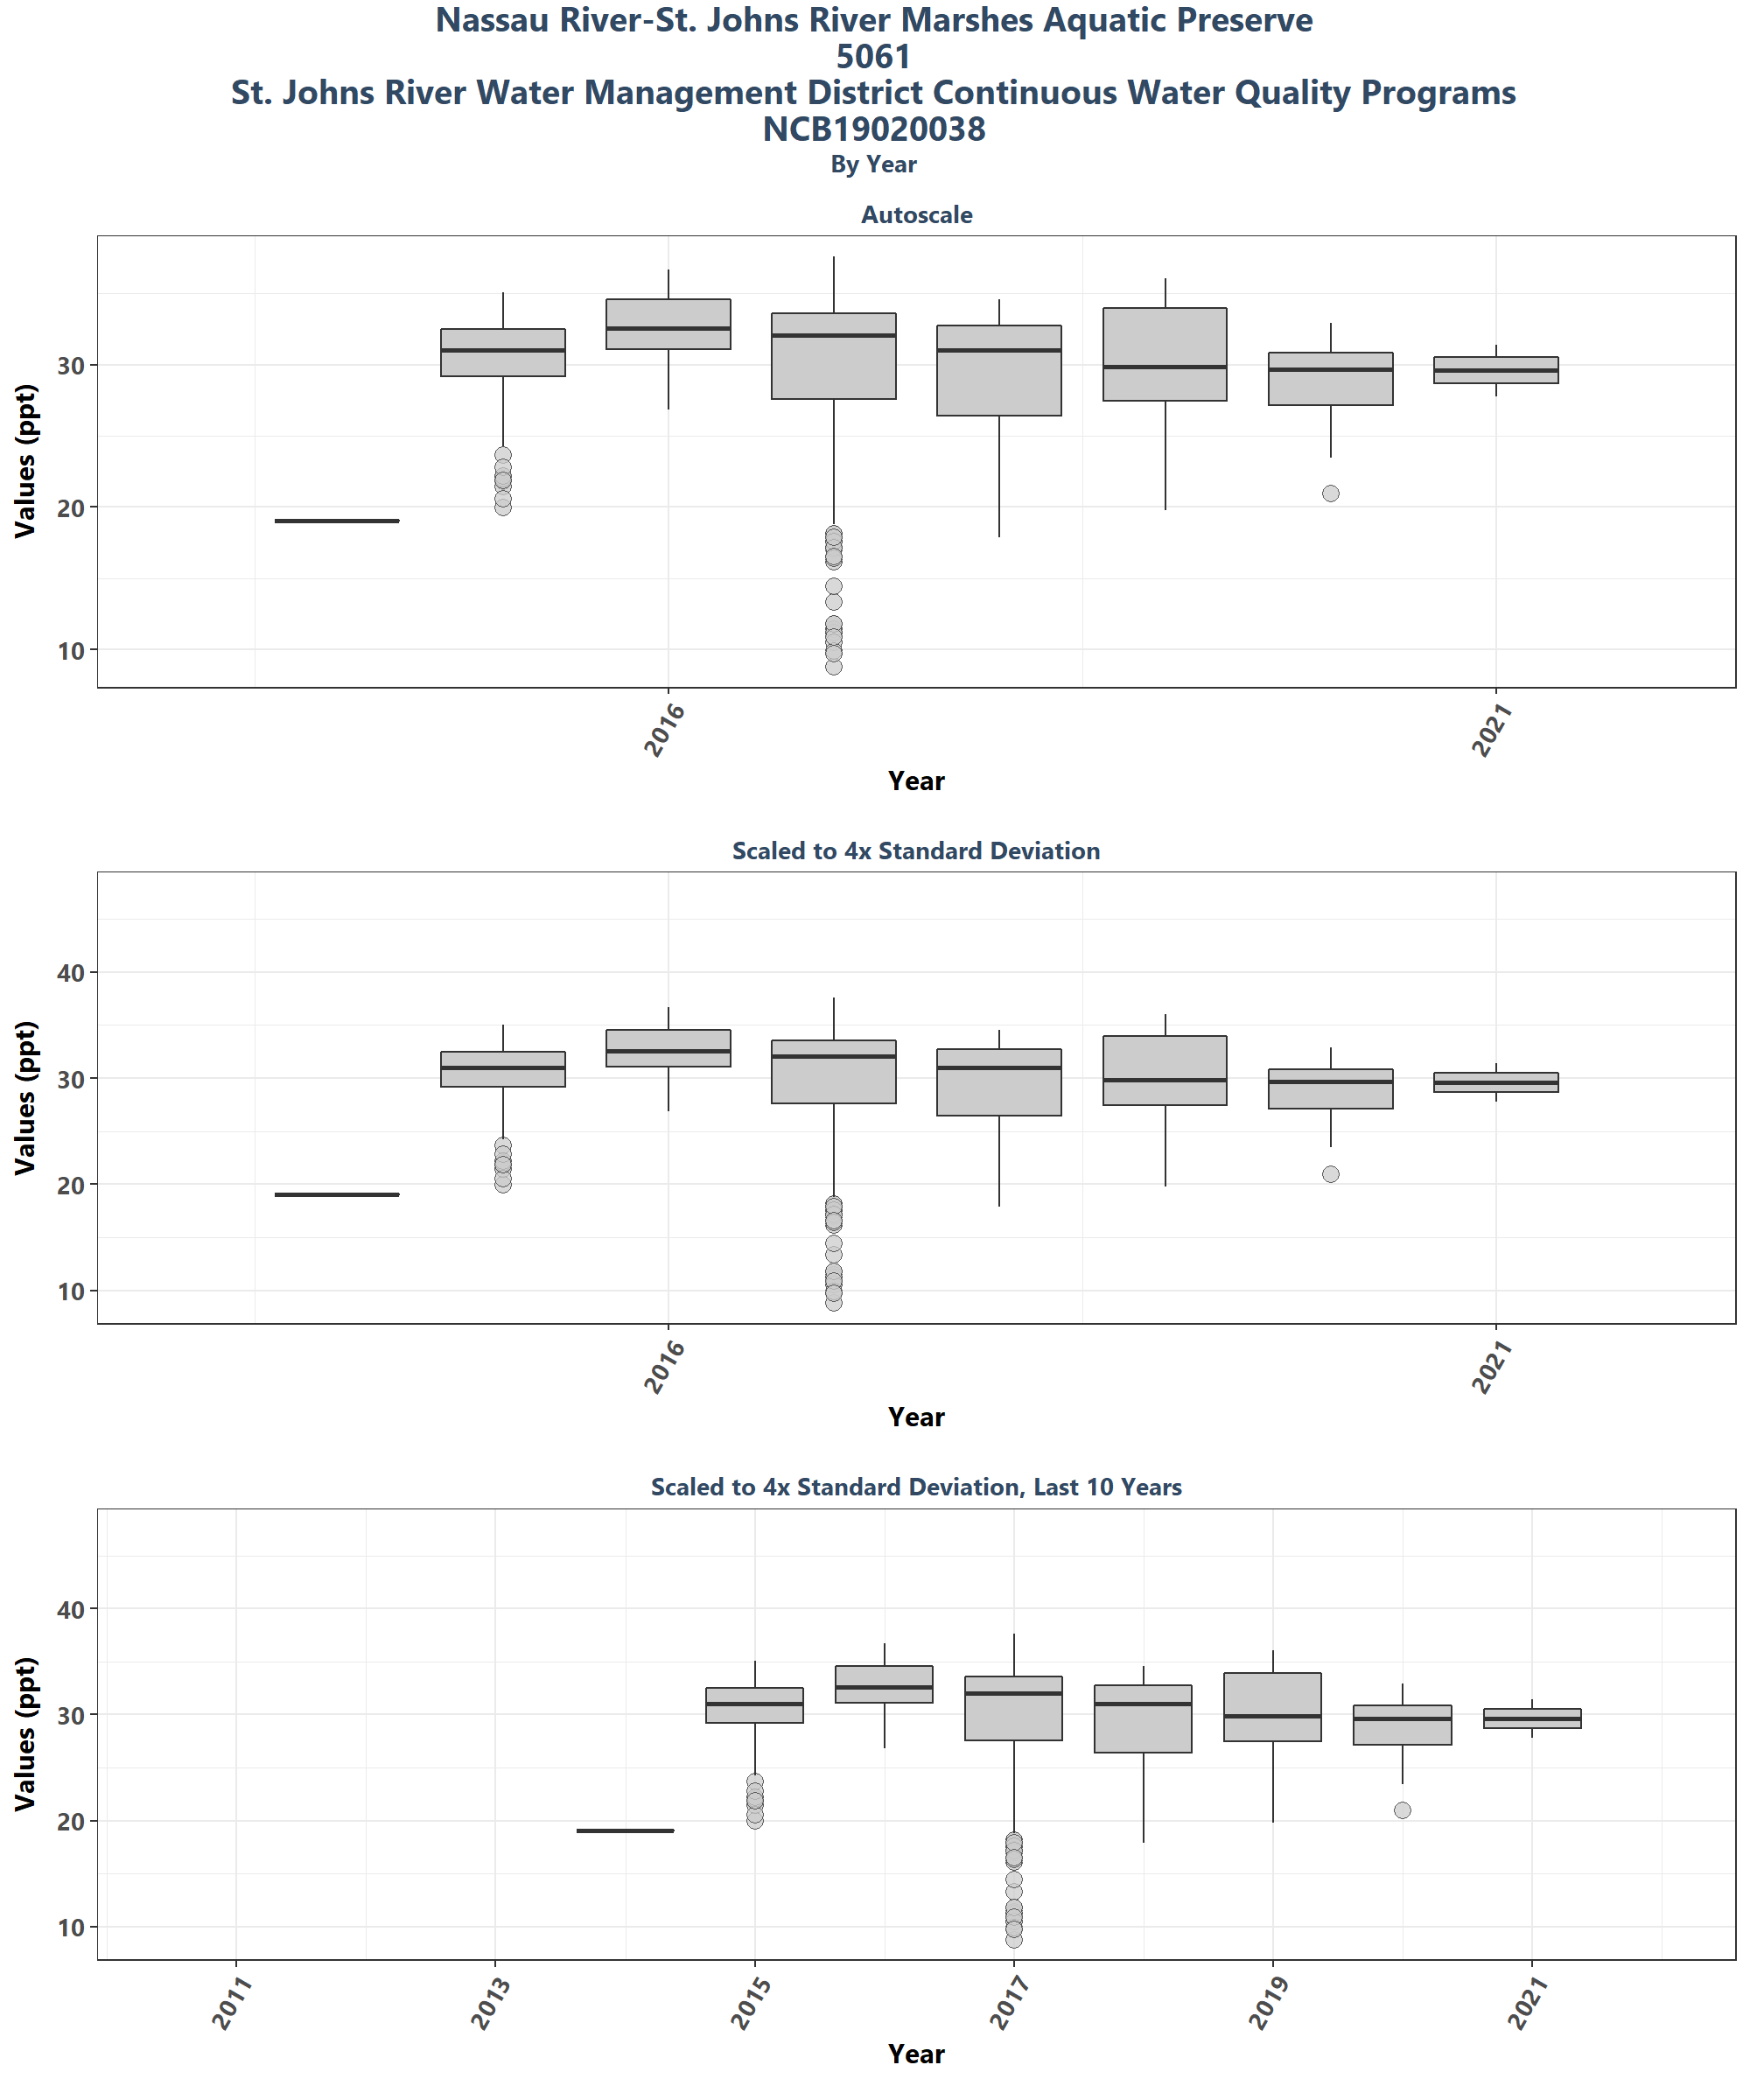 Nassau River-St. Johns River Marshes Aquatic Preserve
5061
St. Johns River Water Management District Continuous Water Quality Programs
NCB19020038
By Year
Autoscale
Values (ppt)
30
20
10
2016
2021
Year
Scaled to 4x Standard Deviation
Values (ppt)
40
30
20
10
2016
2021
Year
Scaled to 4x Standard Deviation, Last 10 Years
Values (ppt)
40
30
20
10
2011
2013
2015
2017
2019
2021
Year